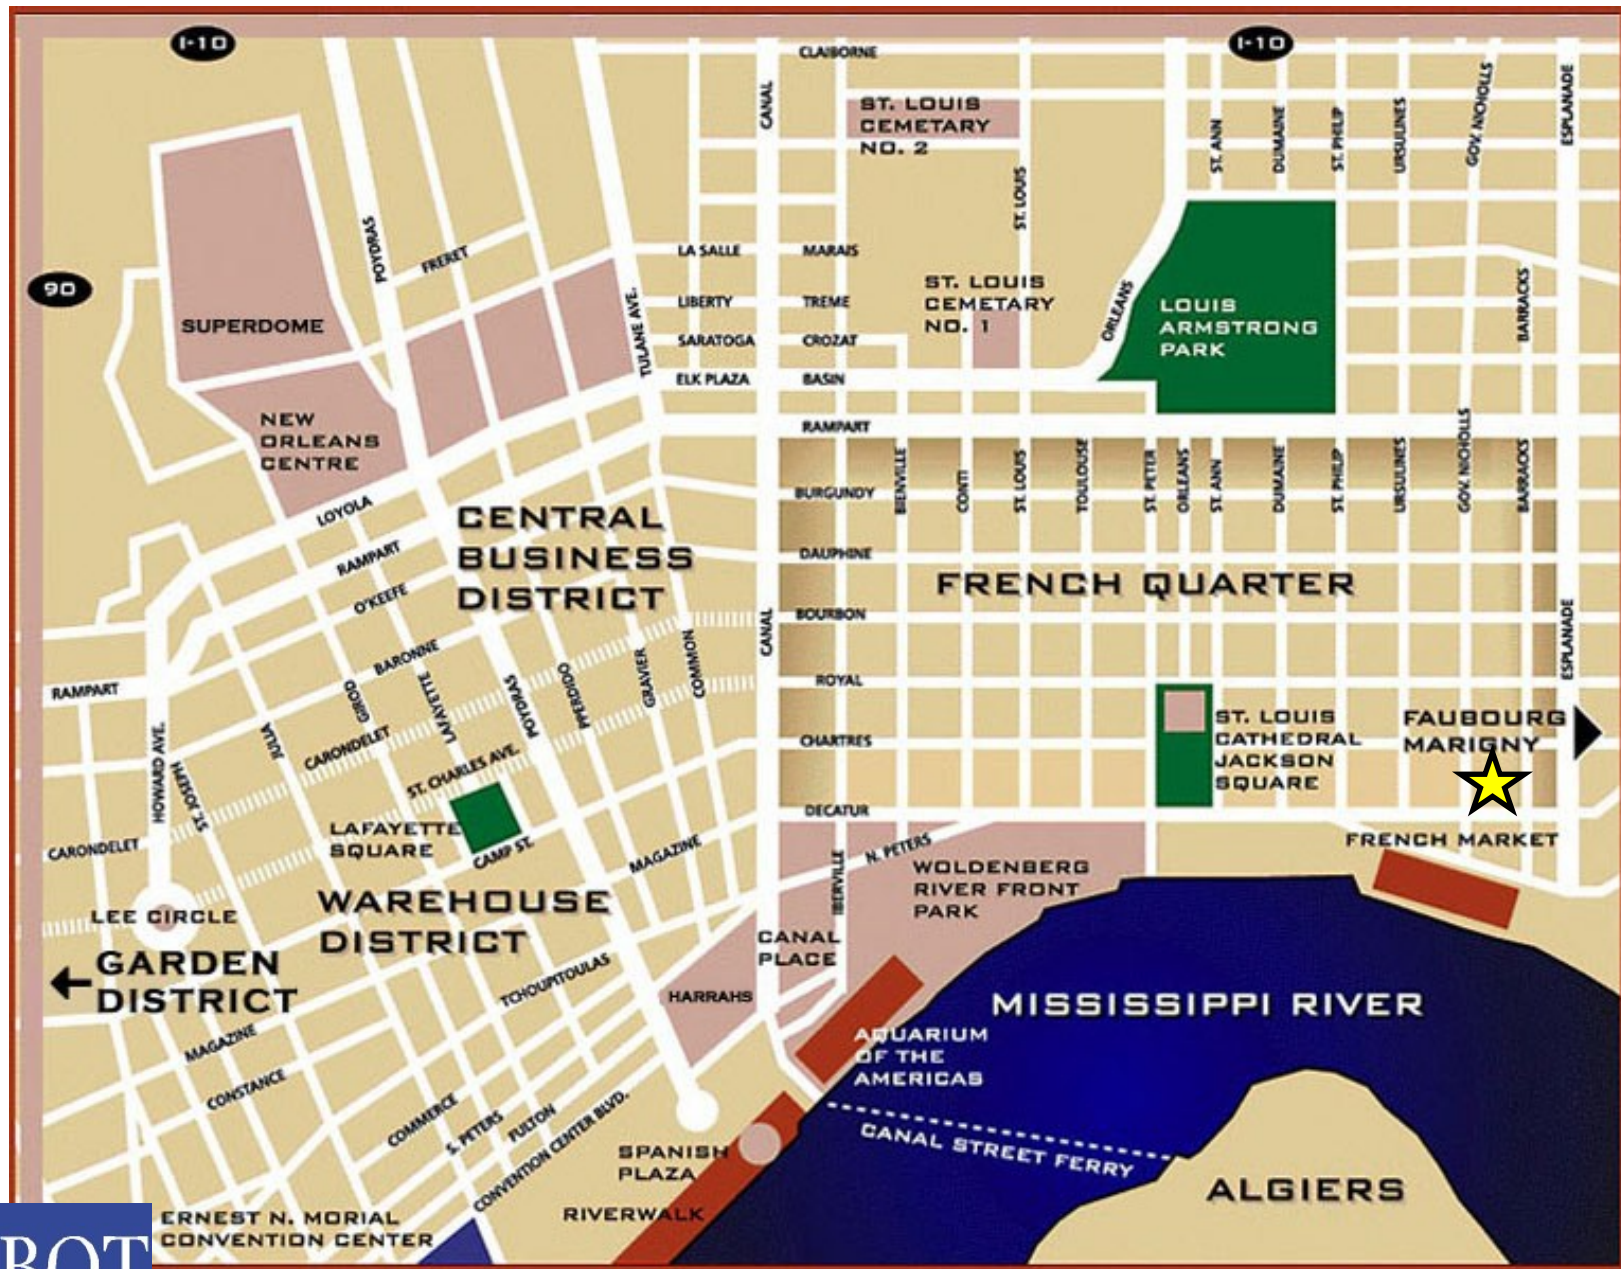 I-10
I-10
CLAIBORNE
CANAL
ST. LOUIS
CEMETARY
NO. 2
ST. LOUIS
ST. ANN
DUMAINE
ST. PHILIP
URSULINES
GOV. NICHOLLS
ESPLANADE
90
POYDRAS
FRERET
LA SALLE
MARAIS
SUPERDOME
TULANE AVE.
LIBERTY
TREME
SARATOGA
CROZAT
ELK PLAZA
BASIN
ST. LOUIS
CEMETARY
NO. 1
ORLEANS
LOUIS
ARMSTRONG
PARK
BARRACKS
NEW
ORLEANS
CENTRE
RAMPART
LOYOLA
RAMPART
O'KEEFE
CENTRAL
BUSINESS
DISTRICT
BURGUNDY
BIENVILLE
CONTI
ST. LOUIS
TOULOUSE
ST. PETER
ORLEANS
ST. ANN
DUMAINE
ST. PHILIP
URSULINES
GOV. NICHOLLS
BARRACKS
DAUPHINE
FRENCH QUARTER
BOURBON
CANAL
ESPLANADE
ROYAL
CHARTRES
DECATUR
RAMPART
BARONNE
HOWARD AVE.
ST. JOSEPH
JULIA
GIROD
LAFAYETTE
POYDRAS
PPERDIDO
GRAVIER
COMMON
CARONDELET
ST. CHARLES AVE.
ST. LOUIS
CATHEDRAL
JACKSON
SQUARE
FAUBOURG
MARIGNY
CARONDELET
LAFAYETTE
SQUARE
CAMP ST.
MAGAZINE
IBERVILLE
N. PETERS
FRENCH MARKET
WOLDENBERG
RIVER FRONT
PARK
LEE CIRCLE
WAREHOUSE
DISTRICT
GARDEN
DISTRICT
CANAL
PLACE
TCHOUPITOULAS
HARRAHS
MISSISSIPPI RIVER
MAGAZINE
CONSTANCE
AQUARIUM
OF THE
AMERICAS
COMMERCE
S. PETERS
FULTON
CONVENTION CENTER BLVD.
SPANISH
PLAZA
CANAL STREET FERRY
ALGIERS
RIVERWALK
ERNEST N. MORIAL
CONVENTION CENTER
BOT